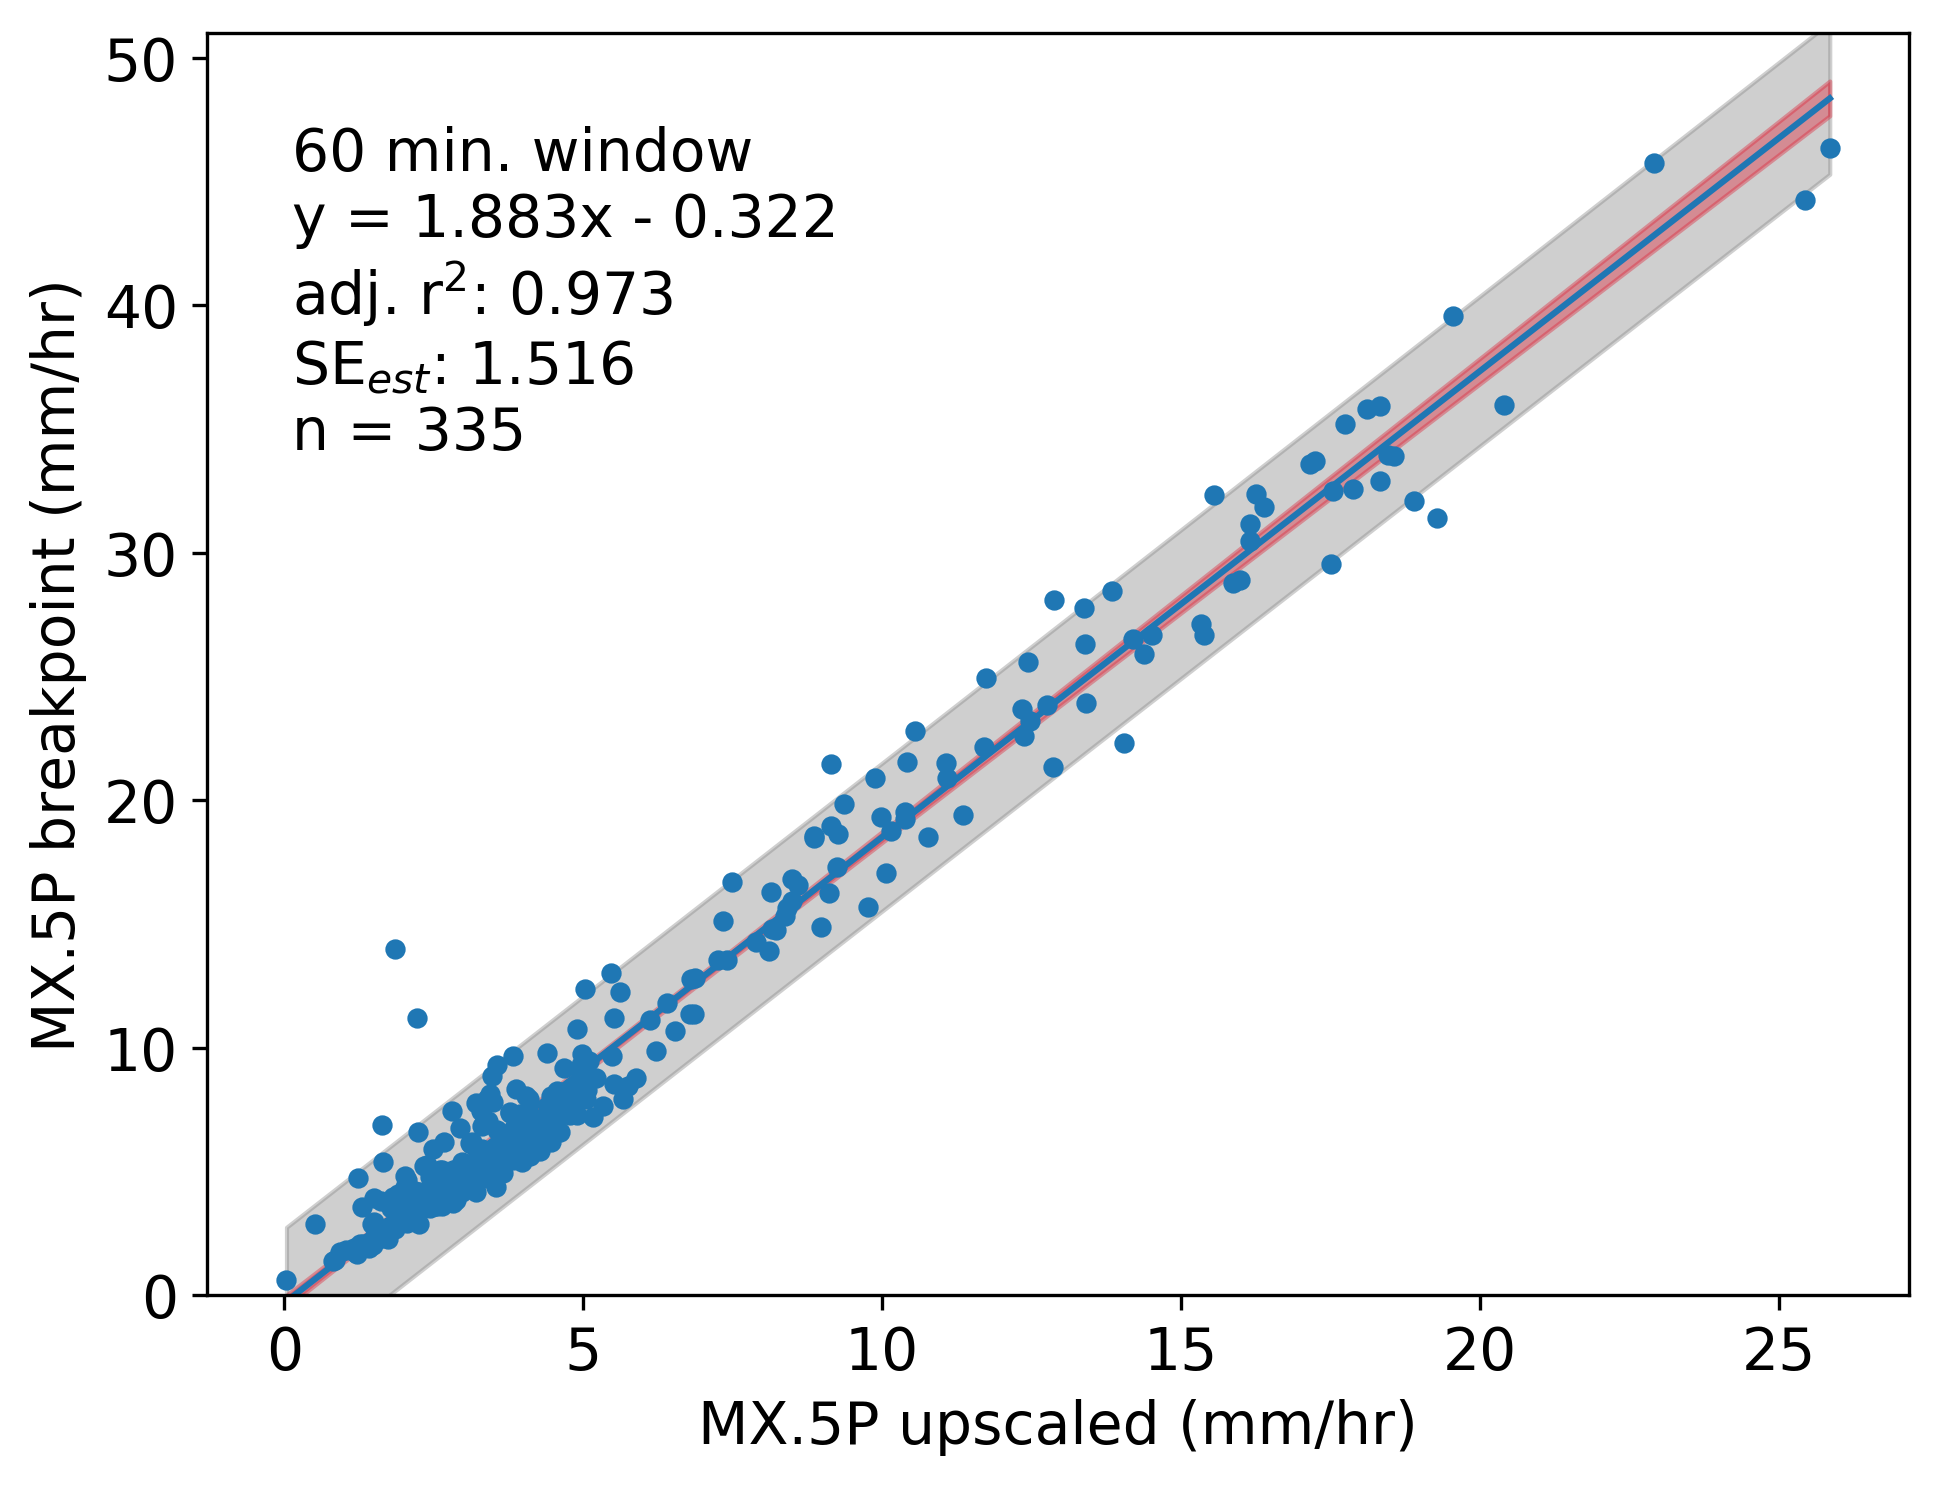 60 min. window
y = 1.883x - 0.322
adj. r²: 0.973
SEest: 1.516
n = 335
MX.5P breakpoint (mm/hr)
50
40
30
20
10
0
0 5 10 15 20 25
MX.5P upscaled (mm/hr)